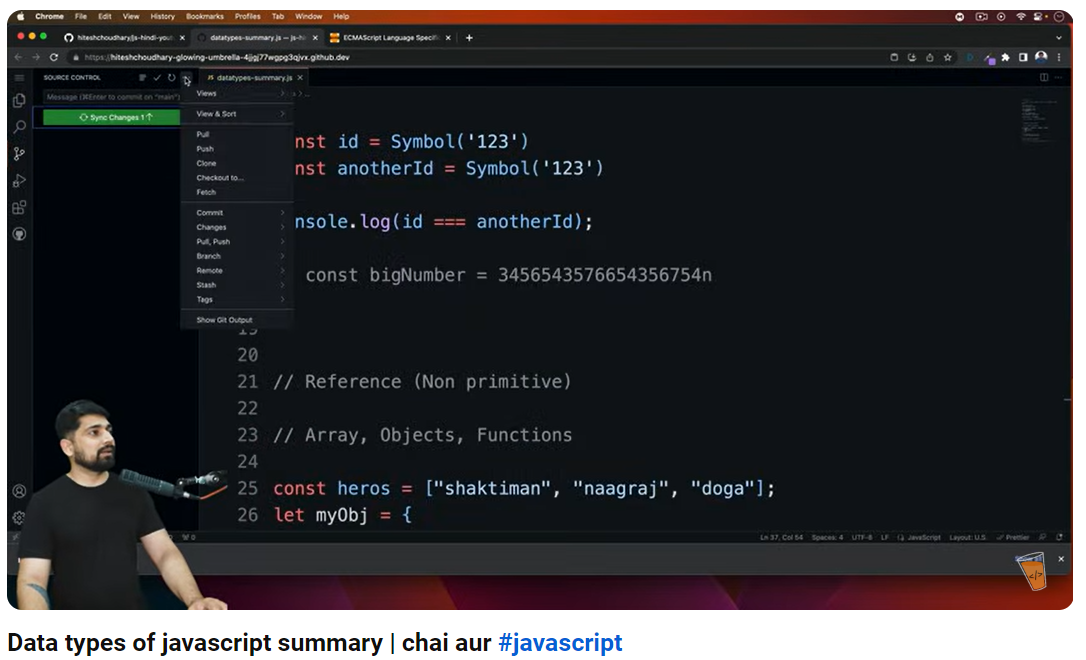 Chrome File Edit View History Bookmarks Profiles Tab Window Help
hiteshchoudhary/js-hindi-yout
datatypes-summary.js — js-hi
ECMAScript Language Specific
https://hiteshchoudhary-glowing-umbrella-4jjgj77wgpg3qjvx.github.dev
SOURCE CONTROL
JS datatypes-summary.js
Message (⌘Enter to commit on "main")
Sync Changes 1↑
Views
View & Sort
Pull
Push
Clone
Checkout to...
Fetch
Commit
Changes
Pull, Push
Branch
Remote
Stash
Tags
Show Git Output
nst id = Symbol('123')
nst anotherId = Symbol('123')
nsole.log(id === anotherId);
const bigNumber = 3456543576654356754n
19
20
21 // Reference (Non primitive)
22
23 // Array, Objects, Functions
24
25 const heros = ["shaktiman", "naagraj", "doga"];
26 let myObj = {
Ln 37, Col 54 Spaces: 4 UTF-8 LF JavaScript Layout: U.S. Prettier
</>
Data types of javascript summary | chai aur #javascript